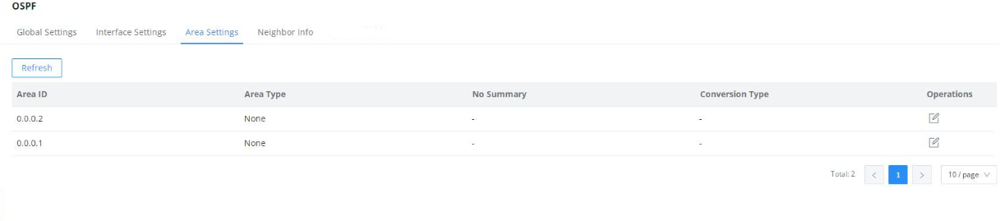 OSPF
Global Settings Interface Settings Area Settings Neighbor Info
Refresh
Area ID Area Type No Summary Conversion Type Operations
0.0.0.2 None - -
0.0.0.1 None - -
Total: 2 < 1 > 10 / page